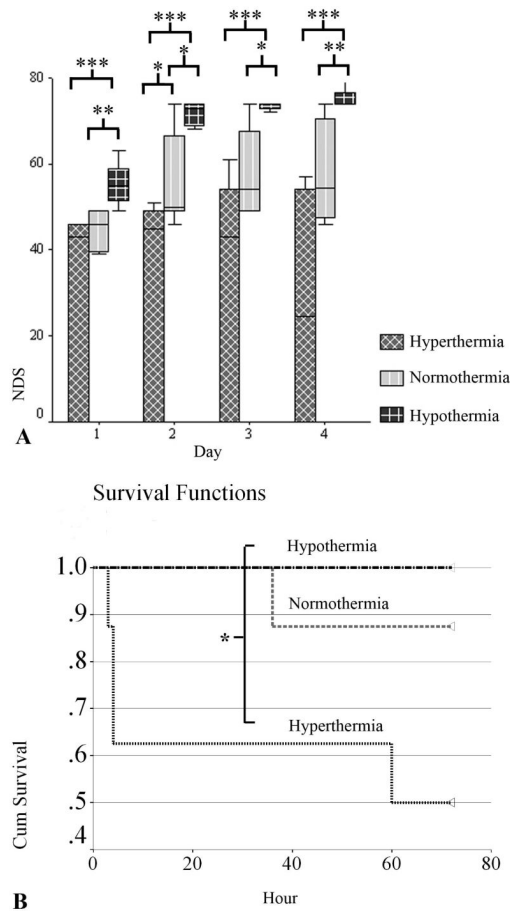 *** *** ***
***
*** * * **
* 
**
80
60
40
20
0
NDS
1 2 3 4
Day
Hyperthermia
Normothermia
Hypothermia
A
Survival Functions
Hypothermia
Normothermia
*
Hyperthermia
1.0
.9
.8
.7
.6
.5
.4
Cum Survival
0 20 40 60 80
Hour
B